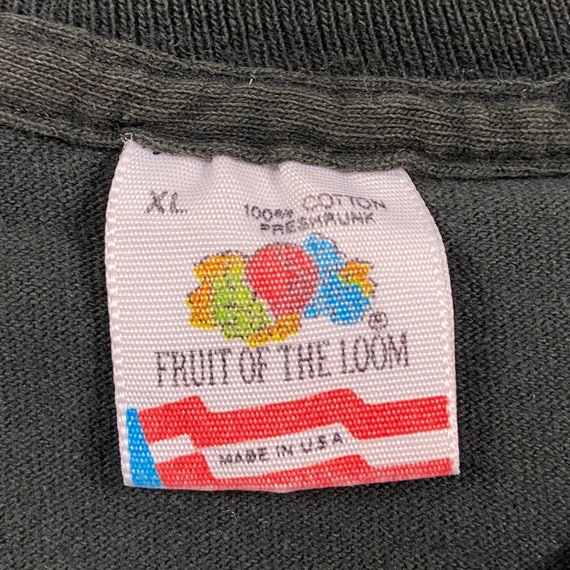 XL
100% COTTON
PRESHRUNK
®
FRUIT OF THE LOOM
MADE IN U.S.A